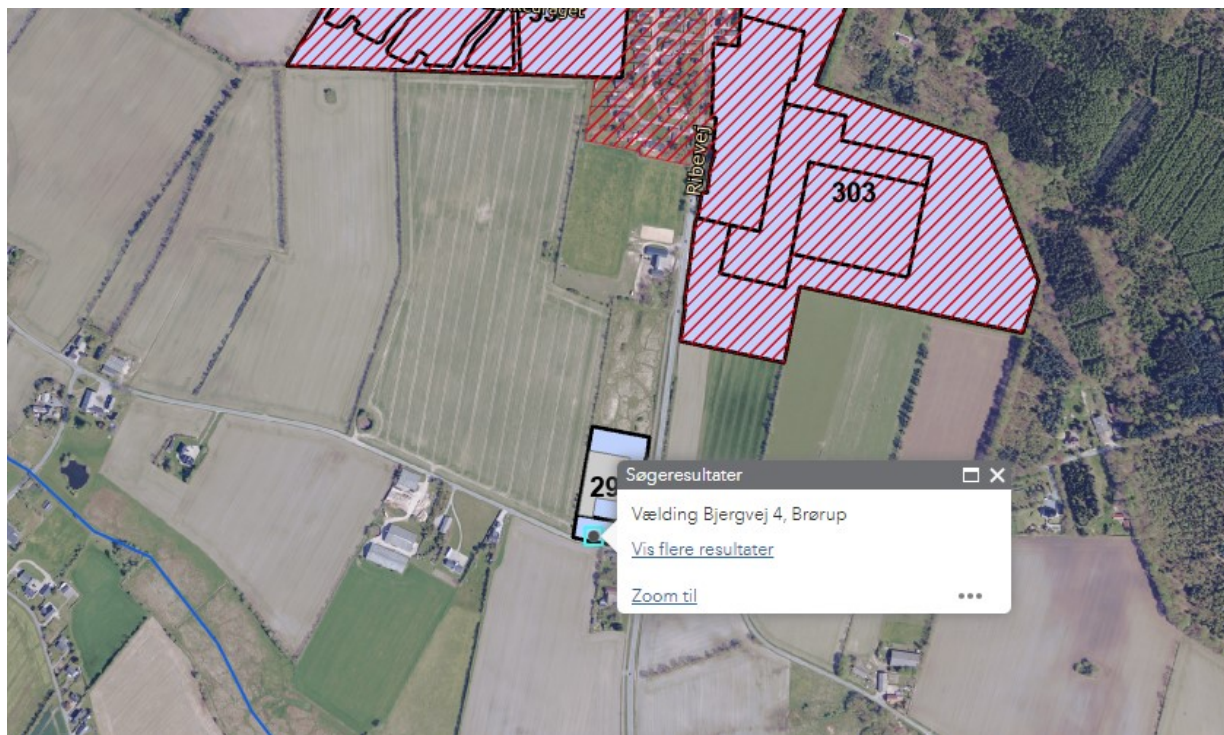 Ribevej
303
29
Søgeresultater
Vælding Bjergvej 4, Brørup
Vis flere resultater
Zoom til